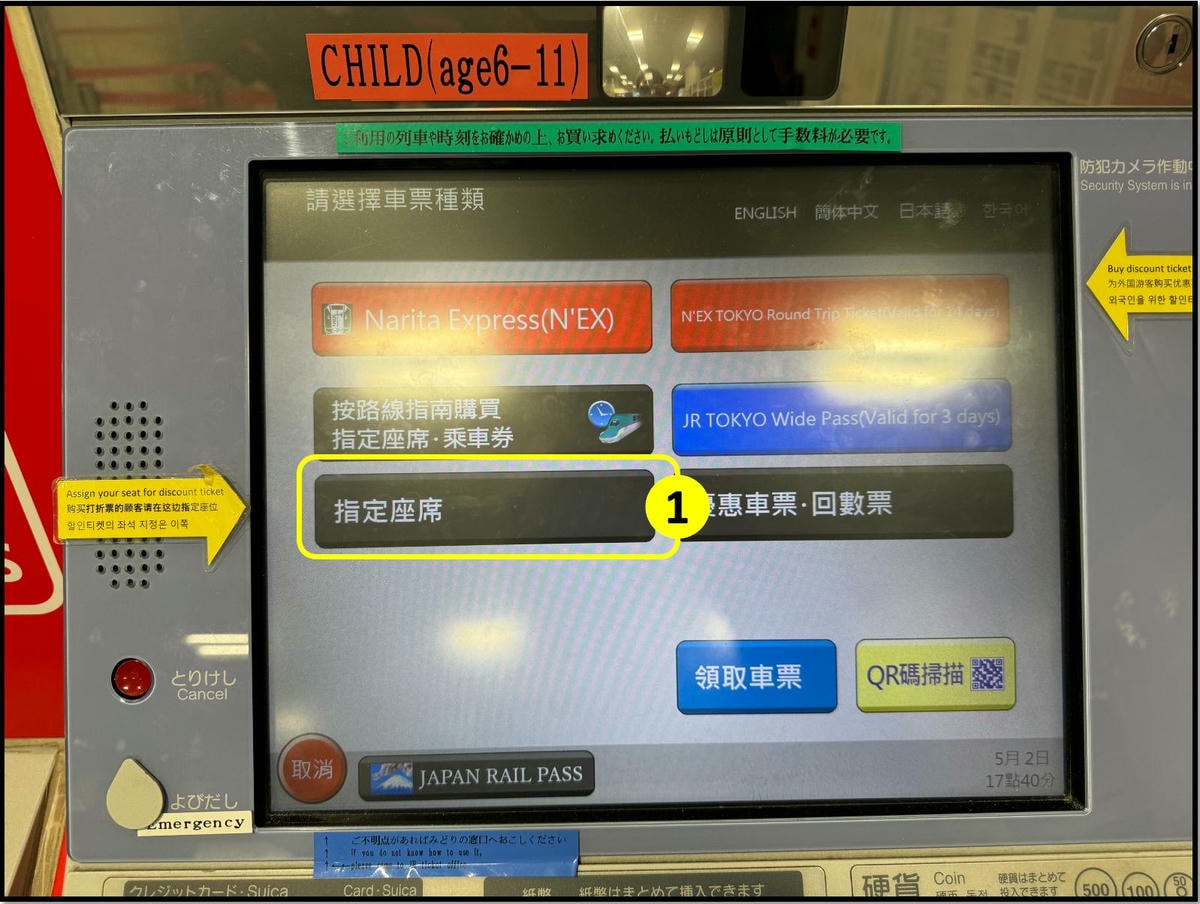 CHILD(age6-11)
利用の列車や時刻をお確かめの上、お買い求めください。払いもどしは原則として手数料が必要です。
防犯カメラ作動中
Security System is in
請選擇車票種類
ENGLISH 簡体中文 日本語 한국어
Buy discount ticket
为外国游客购买优惠
외국인을 위한 할인티
Narita Express(N'EX)
N'EX TOKYO Round Trip Ticket(Valid for 14 days)
按路線指南購買
指定座席·乘車券
JR TOKYO Wide Pass(Valid for 3 days)
Assign your seat for discount ticket
购买打折票的顾客请在这边指定座位
할인티켓의 좌석 지정은 이쪽
指定座席
1
優惠車票·回數票
S
領取車票
QR碼掃描
とりけし
Cancel
取消
JAPAN RAIL PASS
5月 2日
17點40分
よびだし
Emergency
ご不明点があればみどりの窓口へおこしください
If you do not know how to use it,
please come to JR ticket office
クレジットカード·Suica
Card·Suica
紙幣 紙幣はまとめて挿入できます
硬貨 Coin
硬貨はまとめて
投入できます
500 100 50